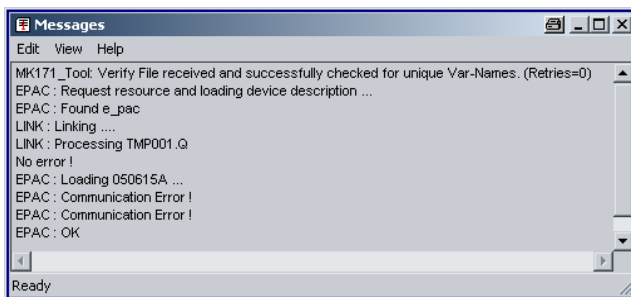 Messages
Edit View Help
MK171_Tool: Verify File received and successfully checked for unique Var-Names. (Retries=0)
EPAC : Request resource and loading device description ...
EPAC : Found e_pac
LINK : Linking ....
LINK : Processing TMP001.Q
No error !
EPAC : Loading 050615A ...
EPAC : Communication Error !
EPAC : Communication Error !
EPAC : OK
Ready